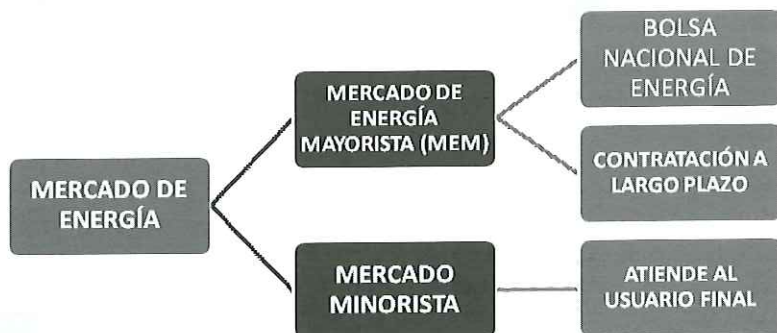 BOLSA
NACIONAL DE
ENERGÍA
MERCADO DE
ENERGÍA
MAYORISTA (MEM)
CONTRATACIÓN A
LARGO PLAZO
MERCADO DE
ENERGÍA
MERCADO
MINORISTA
ATIENDE AL
USUARIO FINAL